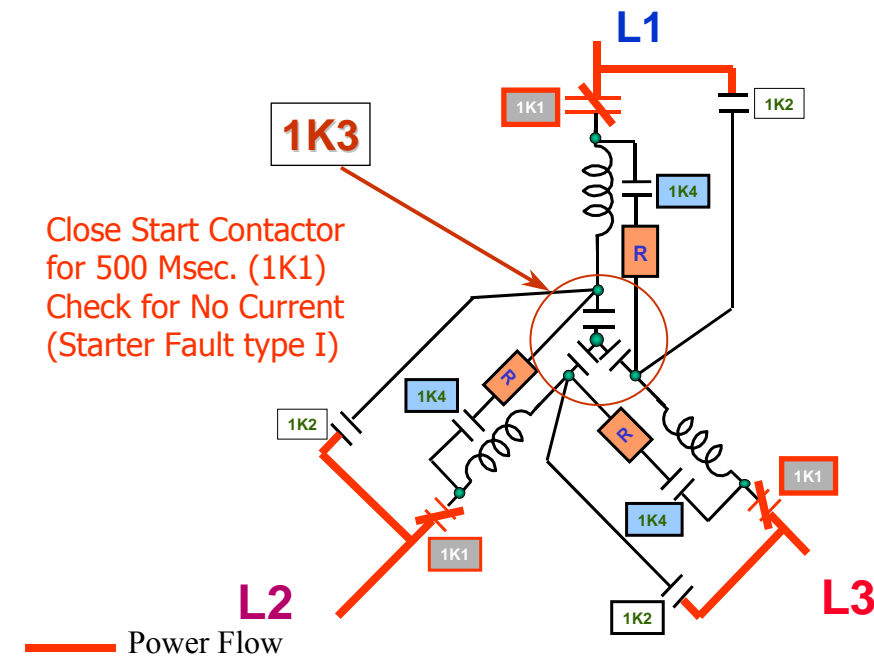 L1
1K1
1K2
1K3
1K4
R
Close Start Contactor
for 500 Msec. (1K1)
Check for No Current
(Starter Fault type I)
R
1K4
1K2
R
1K1
1K4
1K1
L2
1K2
L3
Power Flow